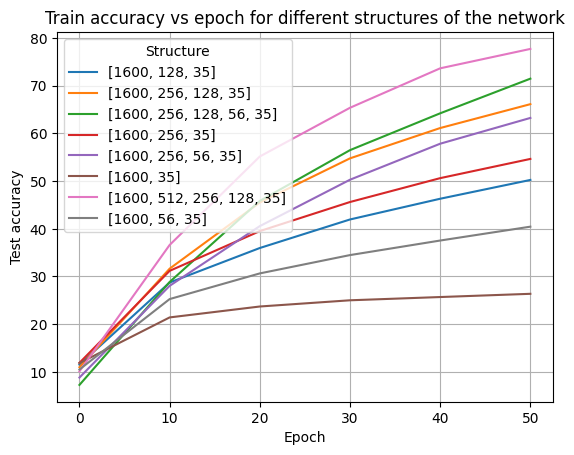 Train accuracy vs epoch for different structures of the network
Test accuracy
80
70
60
50
40
30
20
10
Structure
[1600, 128, 35]
[1600, 256, 128, 35]
[1600, 256, 128, 56, 35]
[1600, 256, 35]
[1600, 256, 56, 35]
[1600, 35]
[1600, 512, 256, 128, 35]
[1600, 56, 35]
0 10 20 30 40 50
Epoch